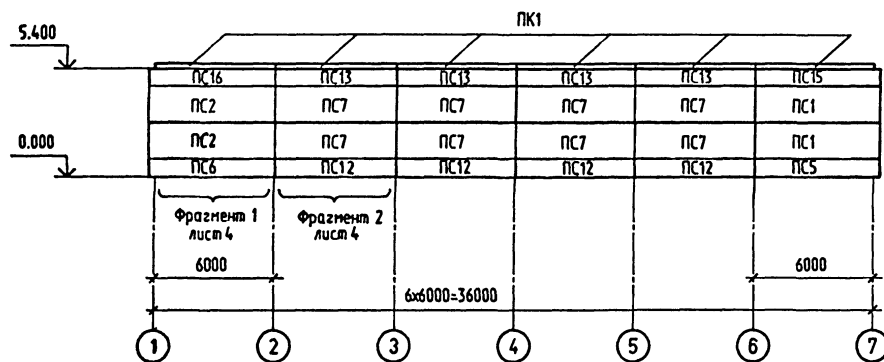 ПК1
5.400
ПС16 ПС13 ПС13 ПС13 ПС13 ПС15
ПС2 ПС7 ПС7 ПС7 ПС7 ПС1
ПС2 ПС7 ПС7 ПС7 ПС7 ПС1
0.000
ПС6 ПС12 ПС12 ПС12 ПС12 ПС5
Фрагмент 1
лист 4
Фрагмент 2
лист 4
6000 6000
6х6000=36000
1 2 3 4 5 6 7